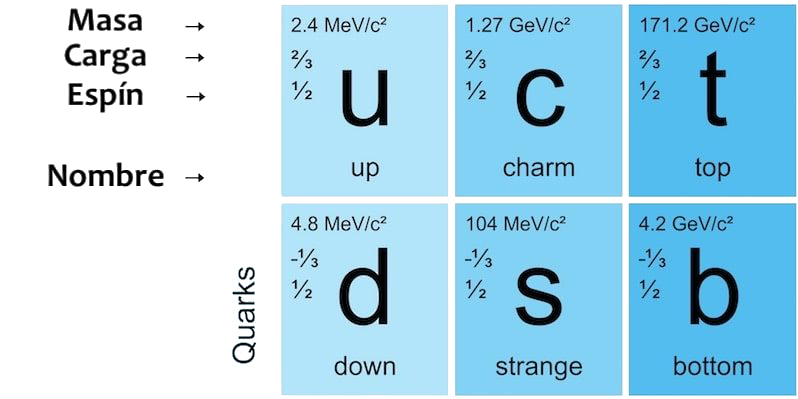 Masa →
Carga →
Espín →
Nombre →
2.4 MeV/c²
⅔
½
u
up
1.27 GeV/c²
⅔
½
c
charm
171.2 GeV/c²
⅔
½
t
top
Quarks
4.8 MeV/c²
-⅓
½
d
down
104 MeV/c²
-⅓
½
s
strange
4.2 GeV/c²
-⅓
½
b
bottom